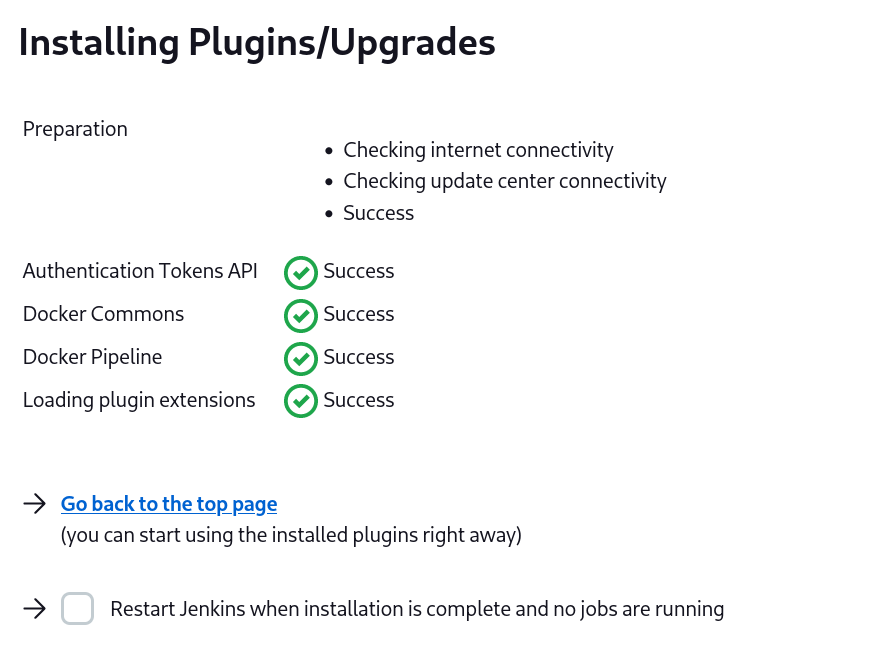 Installing Plugins/Upgrades
Preparation
Checking internet connectivity
Checking update center connectivity
Success
Authentication Tokens API Success
Docker Commons Success
Docker Pipeline Success
Loading plugin extensions Success
Go back to the top page
(you can start using the installed plugins right away)
Restart Jenkins when installation is complete and no jobs are running